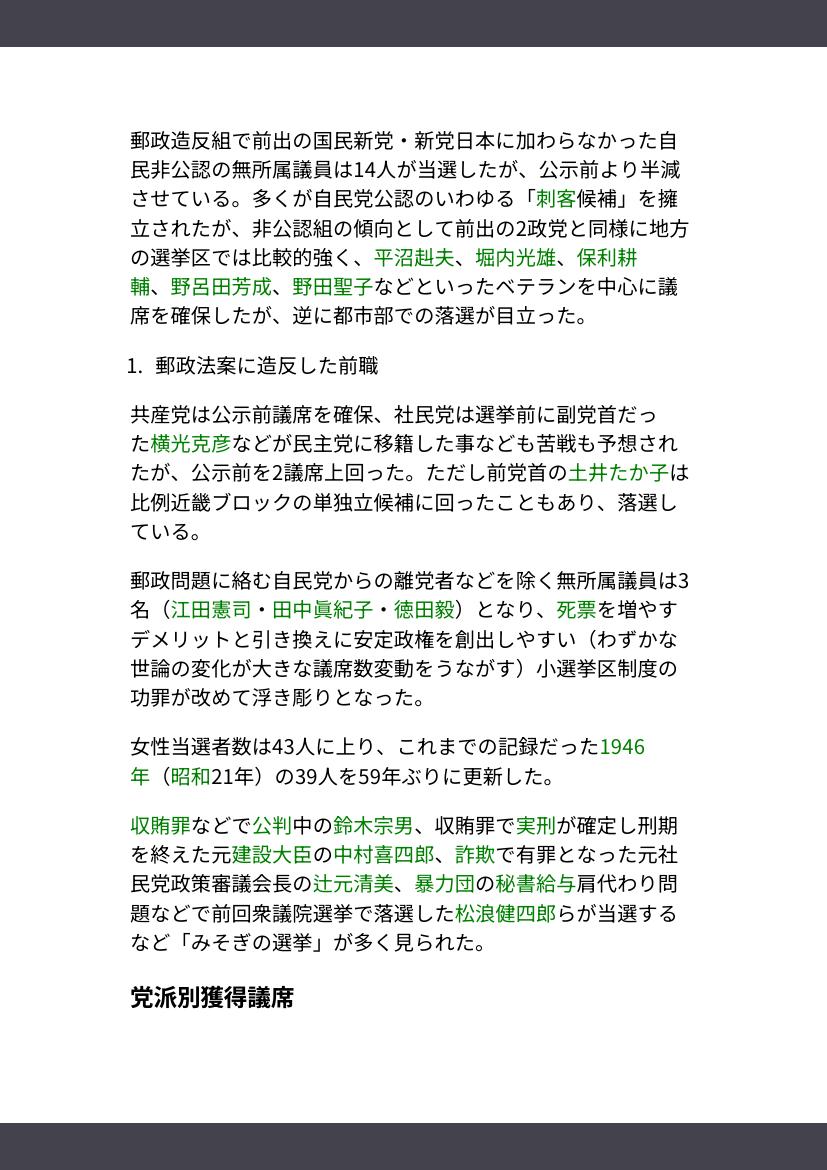 郵政造反組で前出の国民新党・新党日本に加わらなかった自
民非公認の無所属議員は14人が当選したが、公示前より半減
させている。多くが自民党公認のいわゆる「刺客候補」を擁
立されたが、非公認組の傾向として前出の2政党と同様に地方
の選挙区では比較的強く、平沼赳夫、堀内光雄、保利耕
輔、野呂田芳成、野田聖子などといったベテランを中心に議
席を確保したが、逆に都市部での落選が目立った。
1. 郵政法案に造反した前職
共産党は公示前議席を確保、社民党は選挙前に副党首だっ
た横光克彦などが民主党に移籍した事なども苦戦も予想され
たが、公示前を2議席上回った。ただし前党首の土井たか子は
比例近畿ブロックの単独立候補に回ったこともあり、落選し
ている。
郵政問題に絡む自民党からの離党者などを除く無所属議員は3
名（江田憲司・田中眞紀子・徳田毅）となり、死票を増やす
デメリットと引き換えに安定政権を創出しやすい（わずかな
世論の変化が大きな議席数変動をうながす）小選挙区制度の
功罪が改めて浮き彫りとなった。
女性当選者数は43人に上り、これまでの記録だった1946
年（昭和21年）の39人を59年ぶりに更新した。
収賄罪などで公判中の鈴木宗男、収賄罪で実刑が確定し刑期
を終えた元建設大臣の中村喜四郎、詐欺で有罪となった元社
民党政策審議会長の辻元清美、暴力団の秘書給与肩代わり問
題などで前回衆議院選挙で落選した松浪健四郎らが当選する
など「みそぎの選挙」が多く見られた。
党派別獲得議席